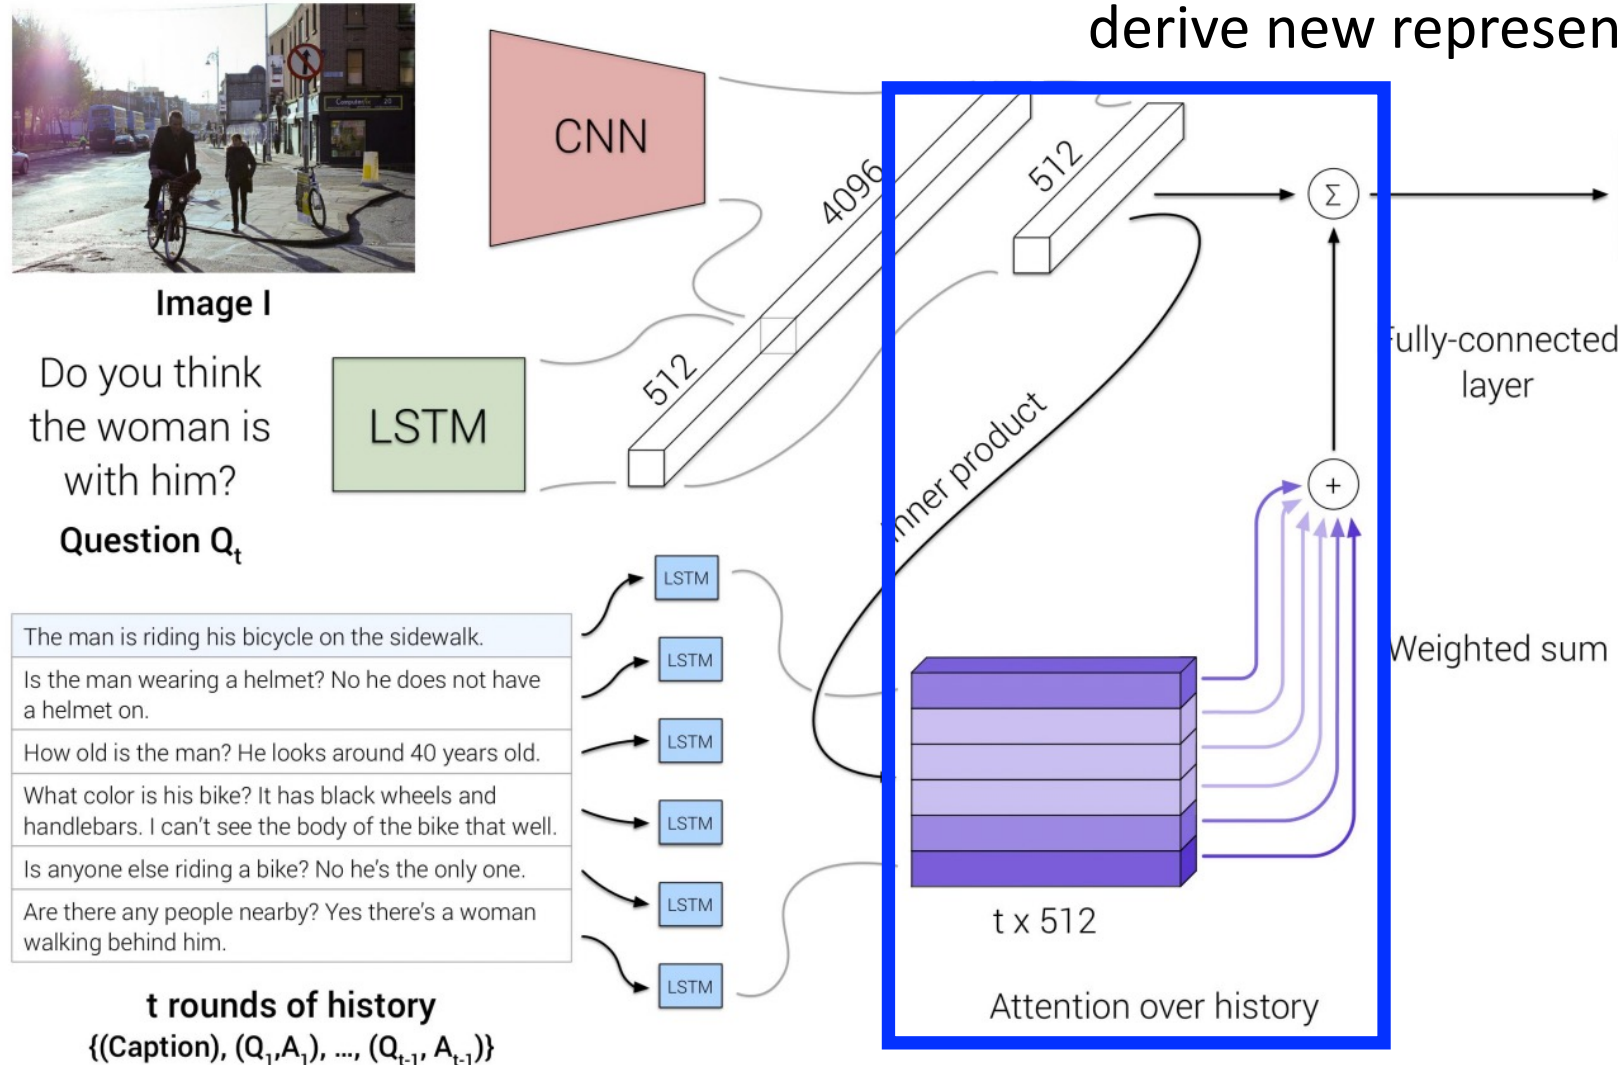 derive new represen
CNN
4096
512
Σ
Image I
Do you think
the woman is
with him?
Question Qt
LSTM
512
inner product
Fully-connected
layer
+
Weighted sum
The man is riding his bicycle on the sidewalk.
Is the man wearing a helmet? No he does not have
a helmet on.
How old is the man? He looks around 40 years old.
What color is his bike? It has black wheels and
handlebars. I can't see the body of the bike that well.
Is anyone else riding a bike? No he's the only one.
Are there any people nearby? Yes there's a woman
walking behind him.
LSTM
LSTM
LSTM
LSTM
LSTM
LSTM
t x 512
Attention over history
t rounds of history
{(Caption), (Q1,A1), ..., (Qt-1, At-1)}